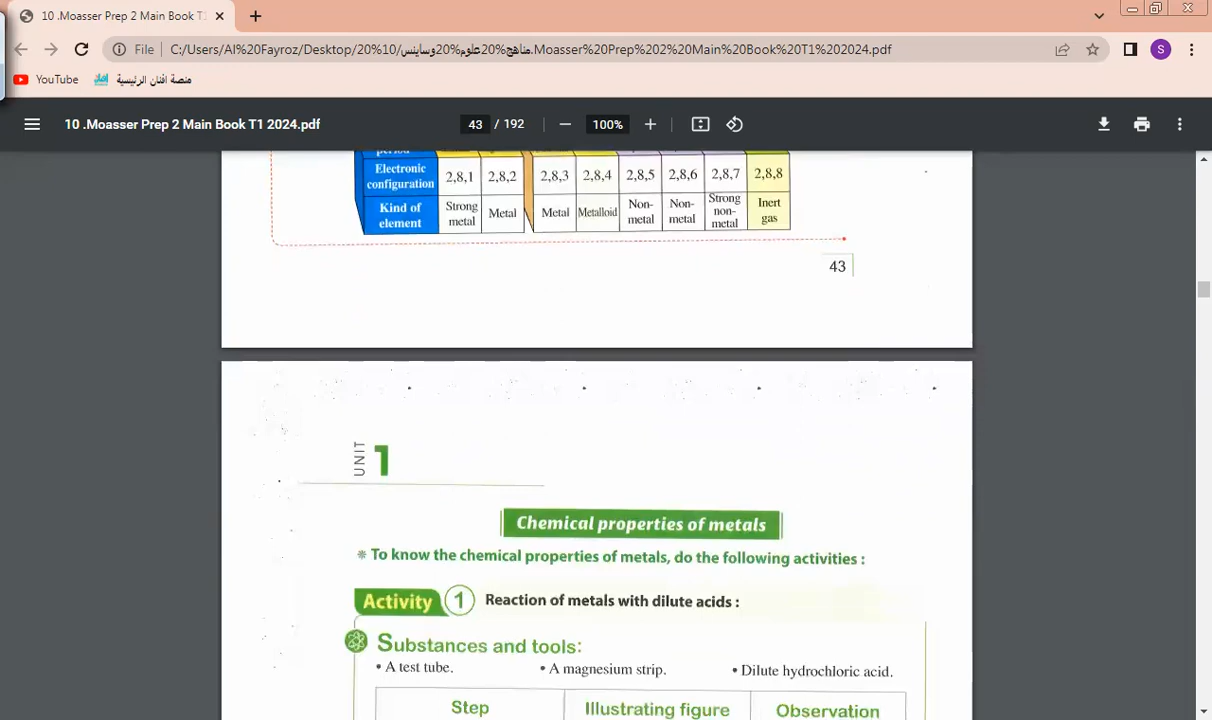 10 .Moasser Prep 2 Main Book T1
File
C:/Users/Al%20Fayroz/Desktop/20%10/مناهج%20علوم%20وساينس.Moasser%20Prep%202%20Main%20Book%20T1%202024.pdf
S
YouTube
منصة افنان الرئيسية
10 .Moasser Prep 2 Main Book T1 2024.pdf
43 / 192
100%
period
Electronic configuration 2,8,1 2,8,2 2,8,3 2,8,4 2,8,5 2,8,6 2,8,7 2,8,8
Kind of element Strong metal Metal Metal Metalloid Non-metal Non-metal Strong non-metal Inert gas
43
UNIT 1
Chemical properties of metals
* To know the chemical properties of metals, do the following activities :
Activity 1 Reaction of metals with dilute acids :
Substances and tools:
• A test tube. • A magnesium strip. • Dilute hydrochloric acid.
Step Illustrating figure Observation